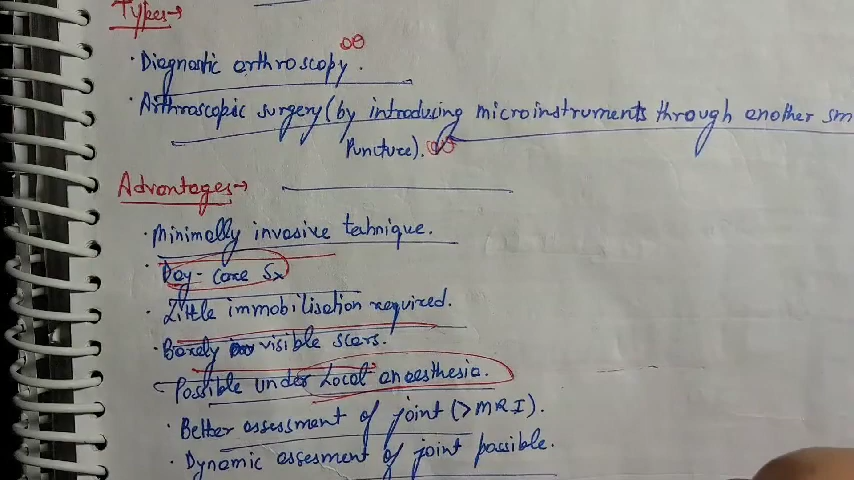 Types→
· Diagnostic arthroscopy.
· Arthroscopic surgery (by introducing microinstruments through another sm
Puncture).
Advantages→
· Minimally invasive technique.
· Day-care Sx
· Little immobilisation required.
· Barely visible scars.
Possible under Local anaesthesia.
· Better assessment of joint (>MRI).
· Dynamic assesment of joint possible.